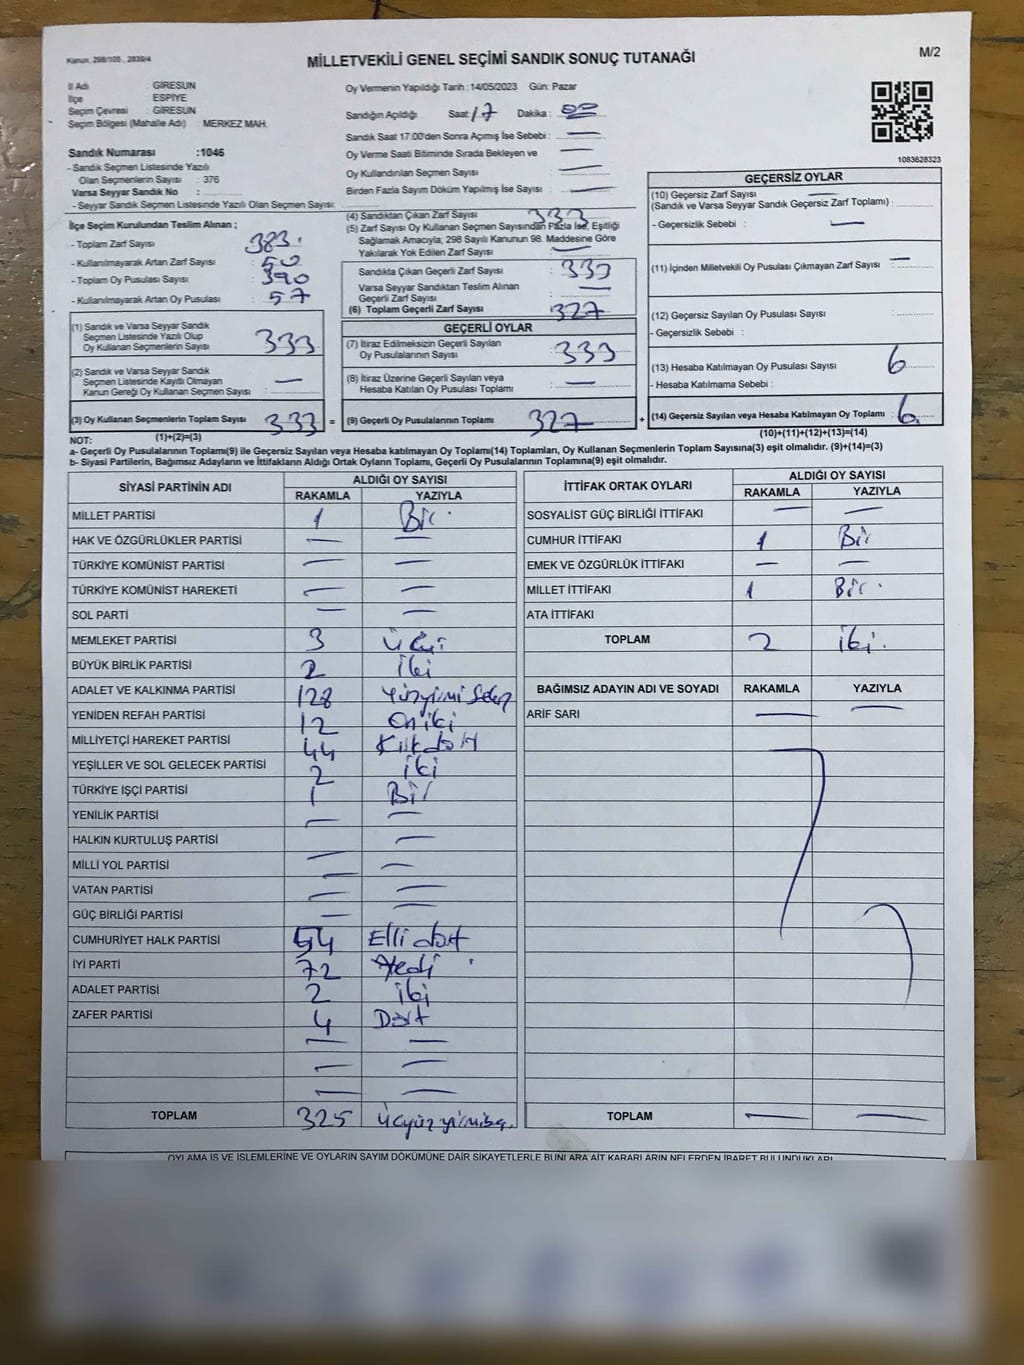 Kanun, 298/105 , 2839/4
MİLLETVEKİLİ GENEL SEÇİMİ SANDIK SONUÇ TUTANAĞI
M/2
İl Adı : GİRESUN
İlçe : ESPİYE
Seçim Çevresi : GİRESUN
Seçim Bölgesi (Mahalle Adı) : MERKEZ MAH.
Sandık Numarası :1046
- Sandık Seçmen Listesinde Yazılı
Olan Seçmenlerin Sayısı : 376
Varsa Seyyar Sandık No :
- Seyyar Sandık Seçmen Listesinde Yazılı Olan Seçmen Sayısı:
Oy Vermenin Yapıldığı Tarih : 14/05/2023 Gün: Pazar
Sandığın Açıldığı Saat : 17 Dakika : 00
Sandık Saat 17:00'den Sonra Açımış İse Sebebi : —
Oy Verme Saati Bitiminde Sırada Bekleyen ve —
Oy Kullandırılan Seçmen Sayısı : —
Birden Fazla Sayım Döküm Yapılmış İse Sayısı : —
1083628323
İlçe Seçim Kurulundan Teslim Alınan ;
- Toplam Zarf Sayısı : 383.
- Kullanılmayarak Artan Zarf Sayısı : 50
- Toplam Oy Pusulası Sayısı : 390
- Kullanılmayarak Artan Oy Pusulası : 57
(1) Sandık ve Varsa Seyyar Sandık
Seçmen Listesinde Yazılı Olup
Oy Kullanan Seçmenlerin Sayısı : 333
(2) Sandık ve Varsa Seyyar Sandık
Seçmen Listesinde Kayıtlı Olmayan
Kanun Gereği Oy Kullanan Seçmen Sayısı : —
(3) Oy Kullanan Seçmenlerin Toplam Sayısı : 333 =
(1)+(2)=(3)
(4) Sandıktan Çıkan Zarf Sayısı : 333
(5) Zarf Sayısı Oy Kullanan Seçmen Sayısından Fazla İse, Eşitliği
Sağlamak Amacıyla, 298 Sayılı Kanunun 98. Maddesine Göre
Yakılarak Yok Edilen Zarf Sayısı : —
Sandıkta Çıkan Geçerli Zarf Sayısı : 333
Varsa Seyyar Sandıktan Teslim Alınan
Geçerli Zarf Sayısı : —
(6) Toplam Geçerli Zarf Sayısı : 327
GEÇERLİ OYLAR
(7) İtiraz Edilmeksizin Geçerli Sayılan
Oy Pusulalarının Sayısı : 333
(8) İtiraz Üzerine Geçerli Sayılan veya
Hesaba Katılan Oy Pusulası Toplamı : —
(9) Geçerli Oy Pusulalarının Toplamı : 327 +
GEÇERSİZ OYLAR
(10) Geçersiz Zarf Sayısı —
(Sandık ve Varsa Seyyar Sandık Geçersiz Zarf Toplamı) :
- Geçersizlik Sebebi : —
(11) İçinden Milletvekili Oy Pusulası Çıkmayan Zarf Sayısı : —
(12) Geçersiz Sayılan Oy Pusulası Sayısı :
- Geçersizlik Sebebi :
(13) Hesaba Katılmayan Oy Pusulası Sayısı : 6
- Hesaba Katılmama Sebebi :
(14) Geçersiz Sayılan veya Hesaba Katılmayan Oy Toplamı : 6.
(10)+(11)+(12)+(13)=(14)
NOT:
a- Geçerli Oy Pusulalarının Toplamı(9) ile Geçersiz Sayılan veya Hesaba katılmayan Oy Toplamı(14) Toplamları, Oy Kullanan Seçmenlerin Toplam Sayısına(3) eşit olmalıdır. (9)+(14)=(3)
b- Siyasi Partilerin, Bağımsız Adayların ve İttifakların Aldığı Ortak Oyların Toplamı, Geçerli Oy Pusulalarının Toplamına(9) eşit olmalıdır.
SİYASİ PARTİNİN ADI ALDIĞI OY SAYISI
RAKAMLA YAZIYLA
MİLLET PARTİSİ 1 Bir.
HAK VE ÖZGÜRLÜKLER PARTİSİ — —
TÜRKİYE KOMÜNİST PARTİSİ — —
TÜRKİYE KOMÜNİST HAREKETİ — —
SOL PARTİ — —
MEMLEKET PARTİSİ 3
BÜYÜK BİRLİK PARTİSİ 2 iki
ADALET VE KALKINMA PARTİSİ 128
YENİDEN REFAH PARTİSİ 12 oniki
MİLLİYETÇİ HAREKET PARTİSİ 44 Kırkdört
YEŞİLLER VE SOL GELECEK PARTİSİ 2 iki
TÜRKİYE İŞÇİ PARTİSİ 1 Bir
YENİLİK PARTİSİ — —
HALKIN KURTULUŞ PARTİSİ — —
MİLLİ YOL PARTİSİ — —
VATAN PARTİSİ — —
GÜÇ BİRLİĞİ PARTİSİ — —
CUMHURİYET HALK PARTİSİ 54 Elli dört
İYİ PARTİ 72
ADALET PARTİSİ 2 iki
ZAFER PARTİSİ 4 Dört
— —
— —
— —
TOPLAM 325
İTTİFAK ORTAK OYLARI ALDIĞI OY SAYISI
RAKAMLA YAZIYLA
SOSYALİST GÜÇ BİRLİĞİ İTTİFAKI — —
CUMHUR İTTİFAKI 1 Bir
EMEK VE ÖZGÜRLÜK İTTİFAKI — —
MİLLET İTTİFAKI 1 Bir.
ATA İTTİFAKI
TOPLAM 2 iki.
BAĞIMSIZ ADAYIN ADI VE SOYADI RAKAMLA YAZIYLA
ARİF SARI — —
TOPLAM — —
OYLAMA İŞ VE İŞLEMLERİNE VE OYLARIN SAYIM DÖKÜMÜNE DAİR ŞİKAYETLERLE BUNLARA AİT KARARLARIN NELERDEN İBARET BULUNDUKLARI